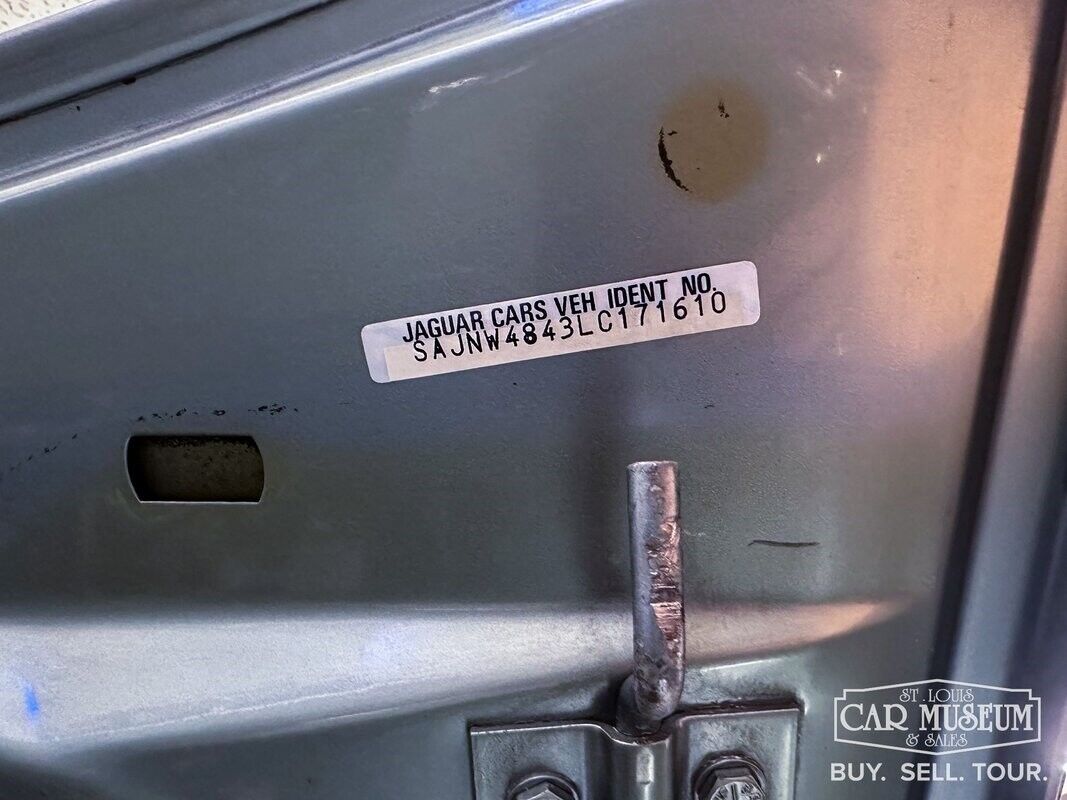 JAGUAR CARS VEH IDENT NO.
SAJNW4843LC171610
ST. LOUIS
CAR MUSEUM
& SALES
BUY. SELL. TOUR.